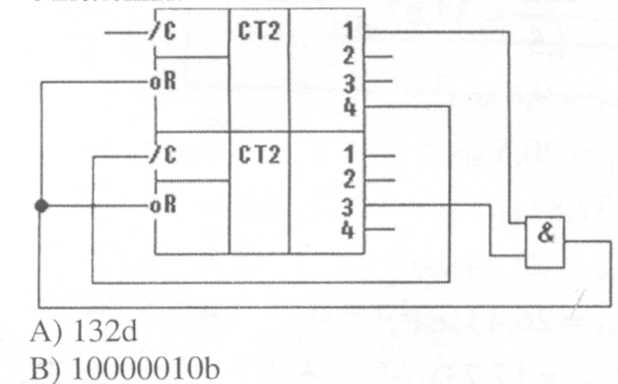 /C CT2 1
2
oR 3
4
/C CT2 1
2
oR 3
4
&
A) 132d
B) 10000010b